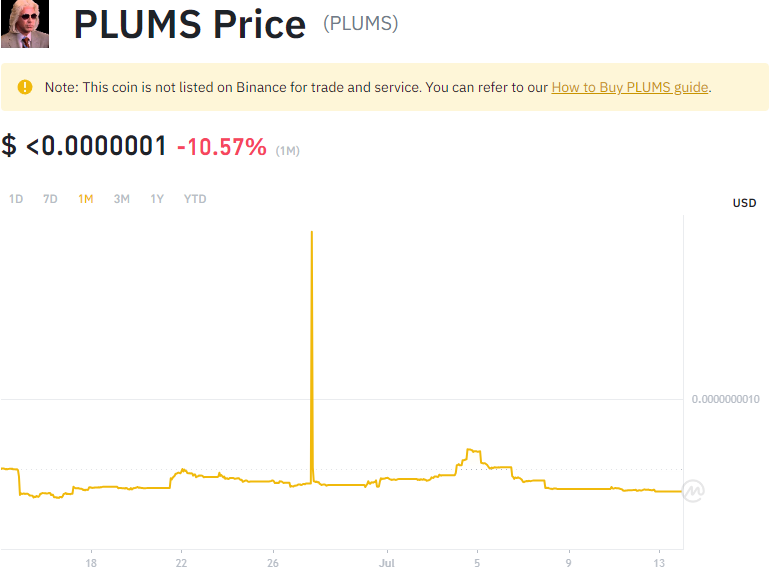 PLUMS Price (PLUMS)
Note: This coin is not listed on Binance for trade and service. You can refer to our How to Buy PLUMS guide.
$ <0.0000001 -10.57% (1M)
1D 7D 1M 3M 1Y YTD
USD
0.0000000010
18 22 26 Jul 5 9 13